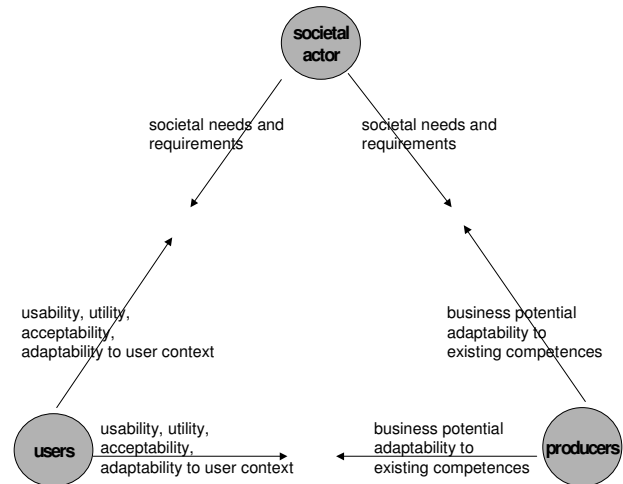 societal
actor
societal needs and
requirements
societal needs and
requirements
usability, utility,
acceptability,
adaptability to user context
business potential
adaptability to
existing competences
users
usability, utility,
acceptability,
adaptability to user context
business potential
adaptability to
existing competences
producers